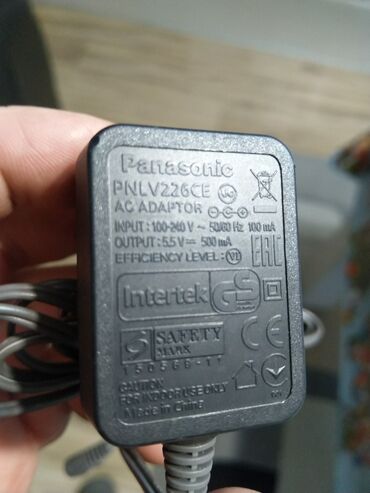 Panasonic
PNLV226CE
AC ADAPTOR
INPUT: 100-240 V ~ 50/60 Hz 100 mA
OUTPUT: 5.5 V ⎓ 500 mA
EFFICIENCY LEVEL: VI
EAC
Intertek GS
S SAFETY
MARK
CE
CAUTION
FOR INDOOR USE ONLY
Made in China